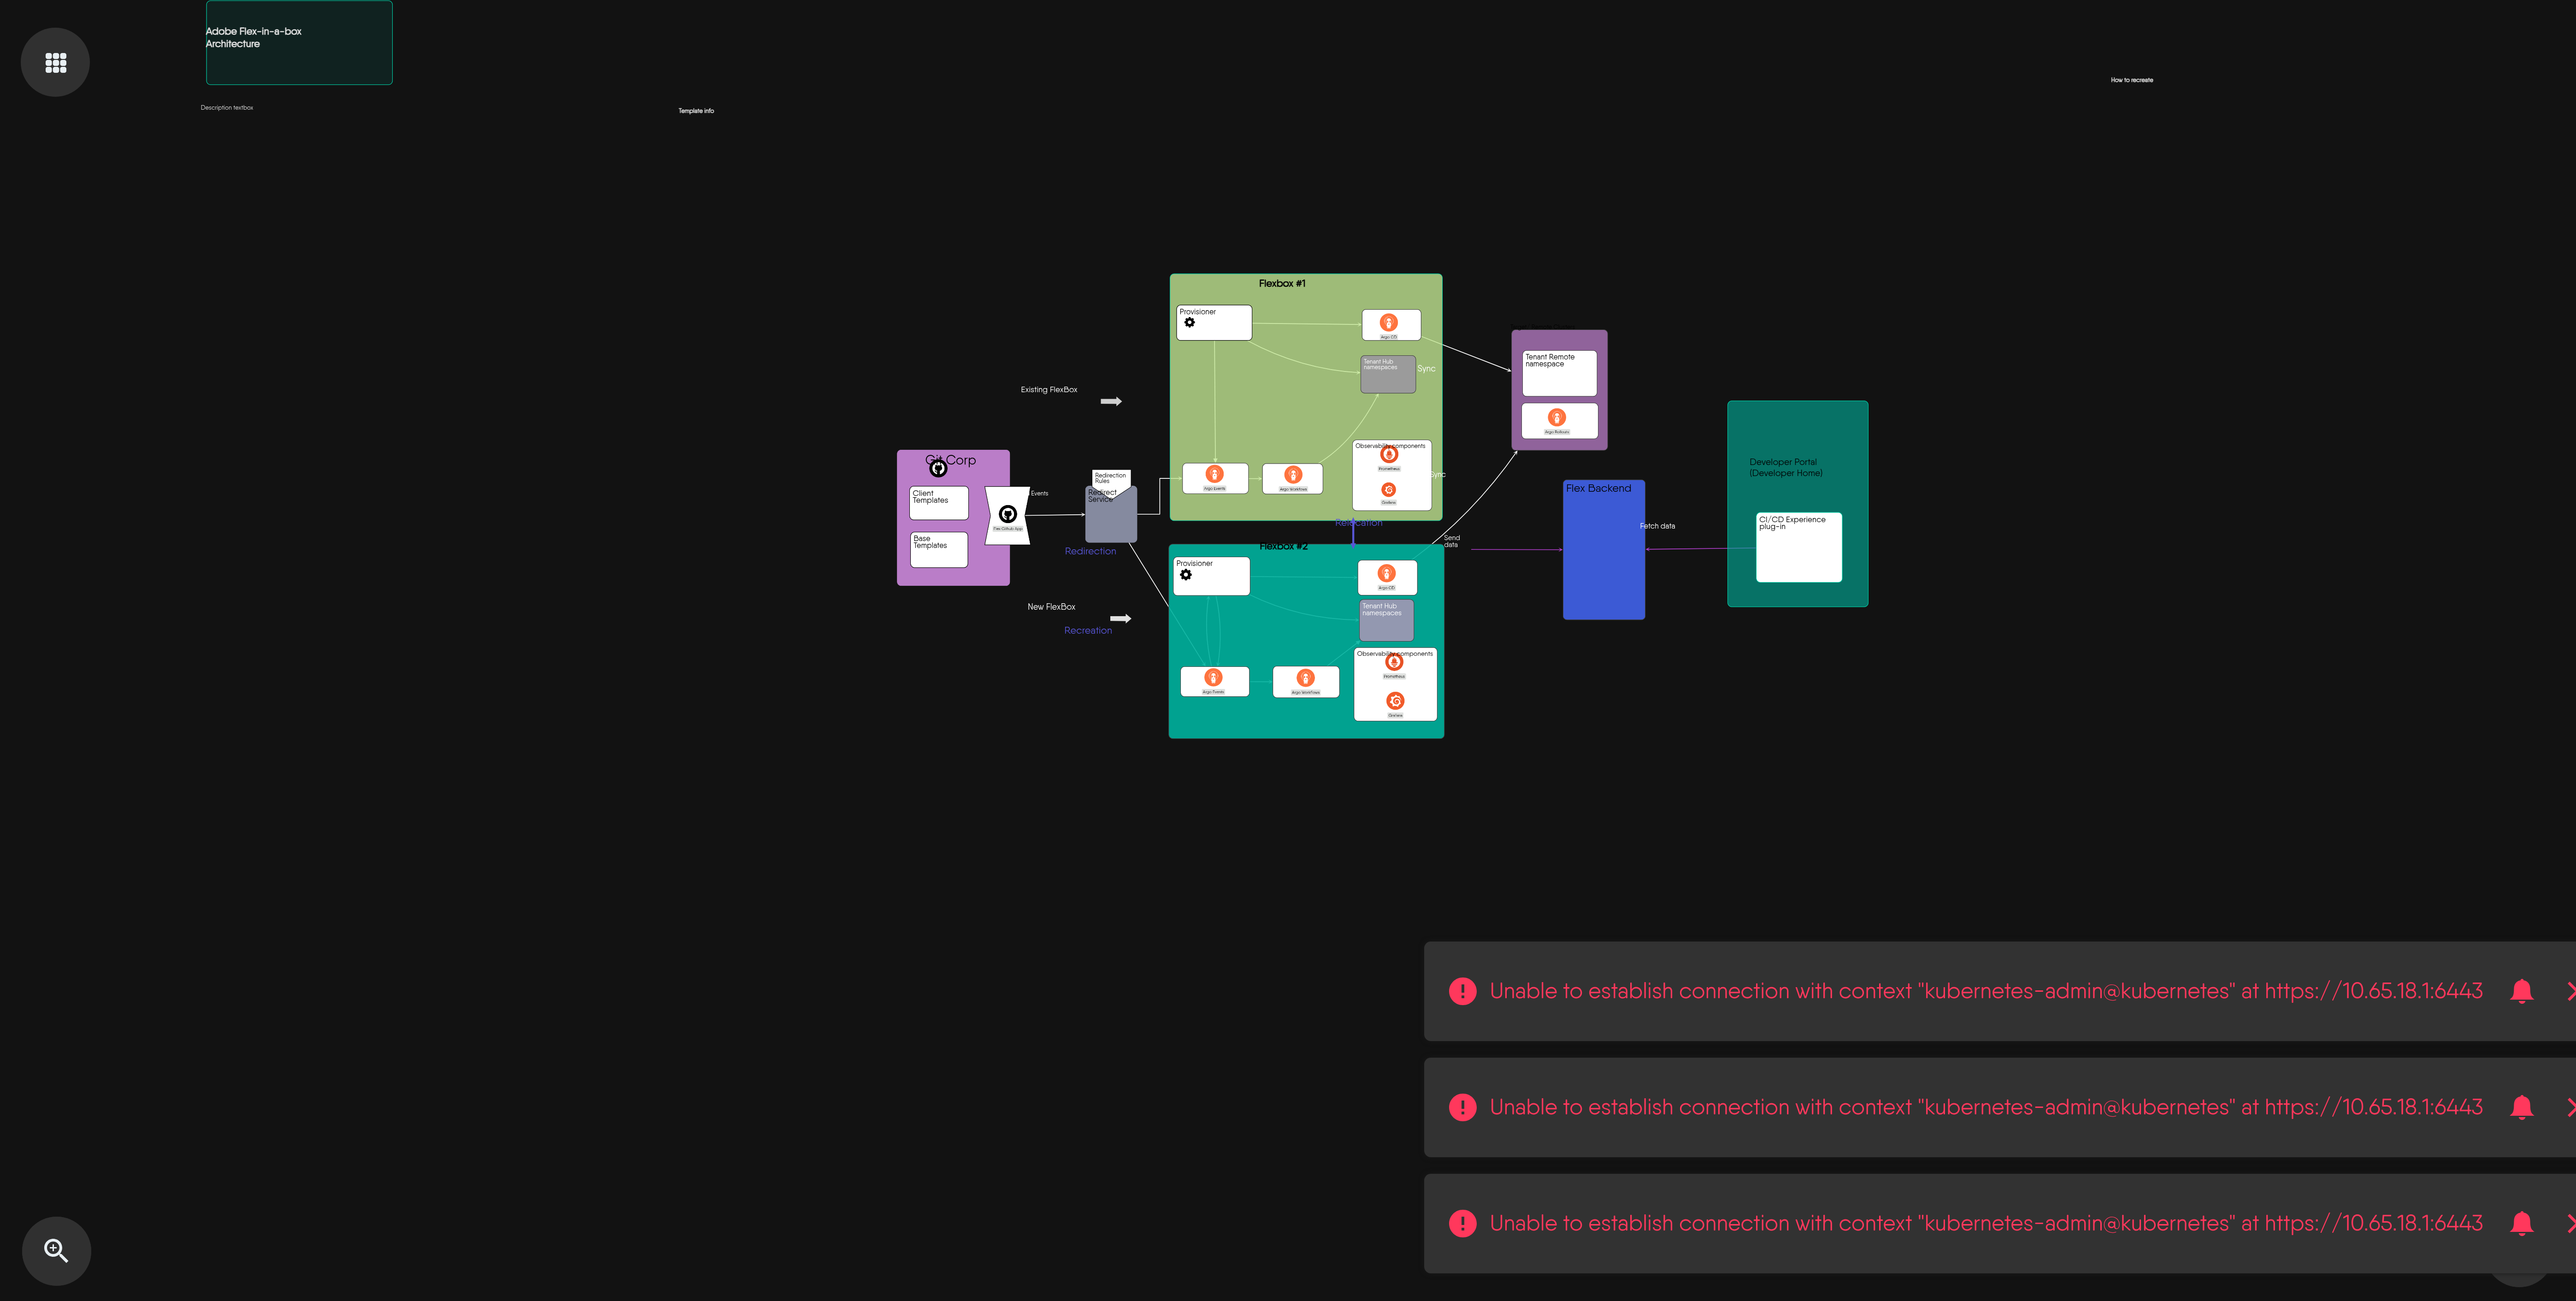 Adobe Flex-in-a-box
Architecture
How to recreate
Description textbox
Template info
Flexbox #1
Provisioner
Argo CD
Tenant Hub
namespaces
Sync
Tenant Remote
namespace
Argo Rollouts
Existing FlexBox
Observability components
Prometheus
Grafana
Sync
Argo Events
Argo Workflows
Git Corp
Client
Templates
Base
Templates
Events
Flex Github App
Redirection
Rules
Redirect
Service
Redirection
Developer Portal
(Developer Home)
CI/CD Experience
plug-in
Flex Backend
Fetch data
Relocation
Send
data
Flexbox #2
Provisioner
Argo CD
Tenant Hub
namespaces
New FlexBox
Recreation
Observability components
Prometheus
Grafana
Argo Workflows
Unable to establish connection with context "kubernetes-admin@kubernetes" at https://10.65.18.1:6443
Unable to establish connection with context "kubernetes-admin@kubernetes" at https://10.65.18.1:6443
Unable to establish connection with context "kubernetes-admin@kubernetes" at https://10.65.18.1:6443